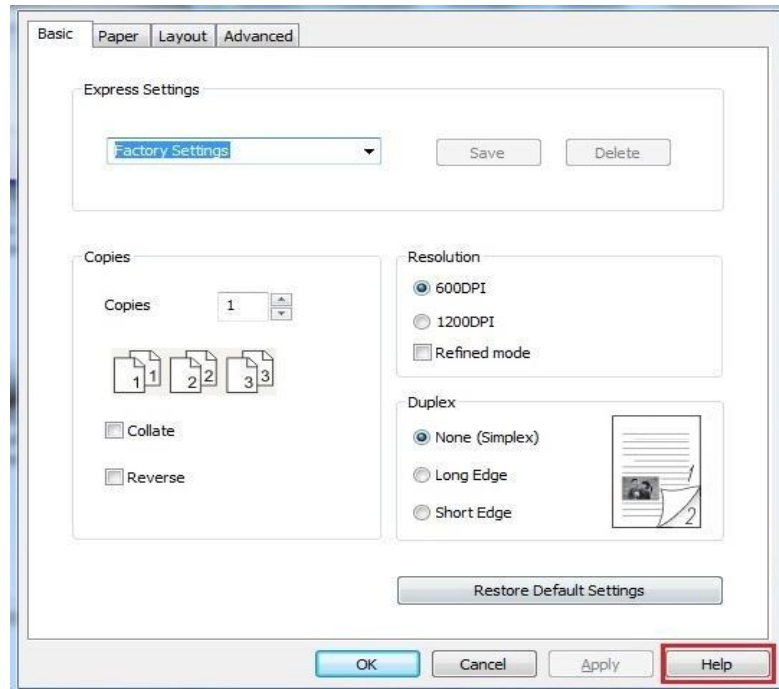 Basic Paper Layout Advanced
Express Settings
Factory Settings Save Delete
Copies
Copies 1
1 1 2 2 3 3
Collate
Reverse
Resolution
600DPI
1200DPI
Refined mode
Duplex
None (Simplex)
Long Edge
Short Edge
1
2
Restore Default Settings
OK Cancel Apply Help